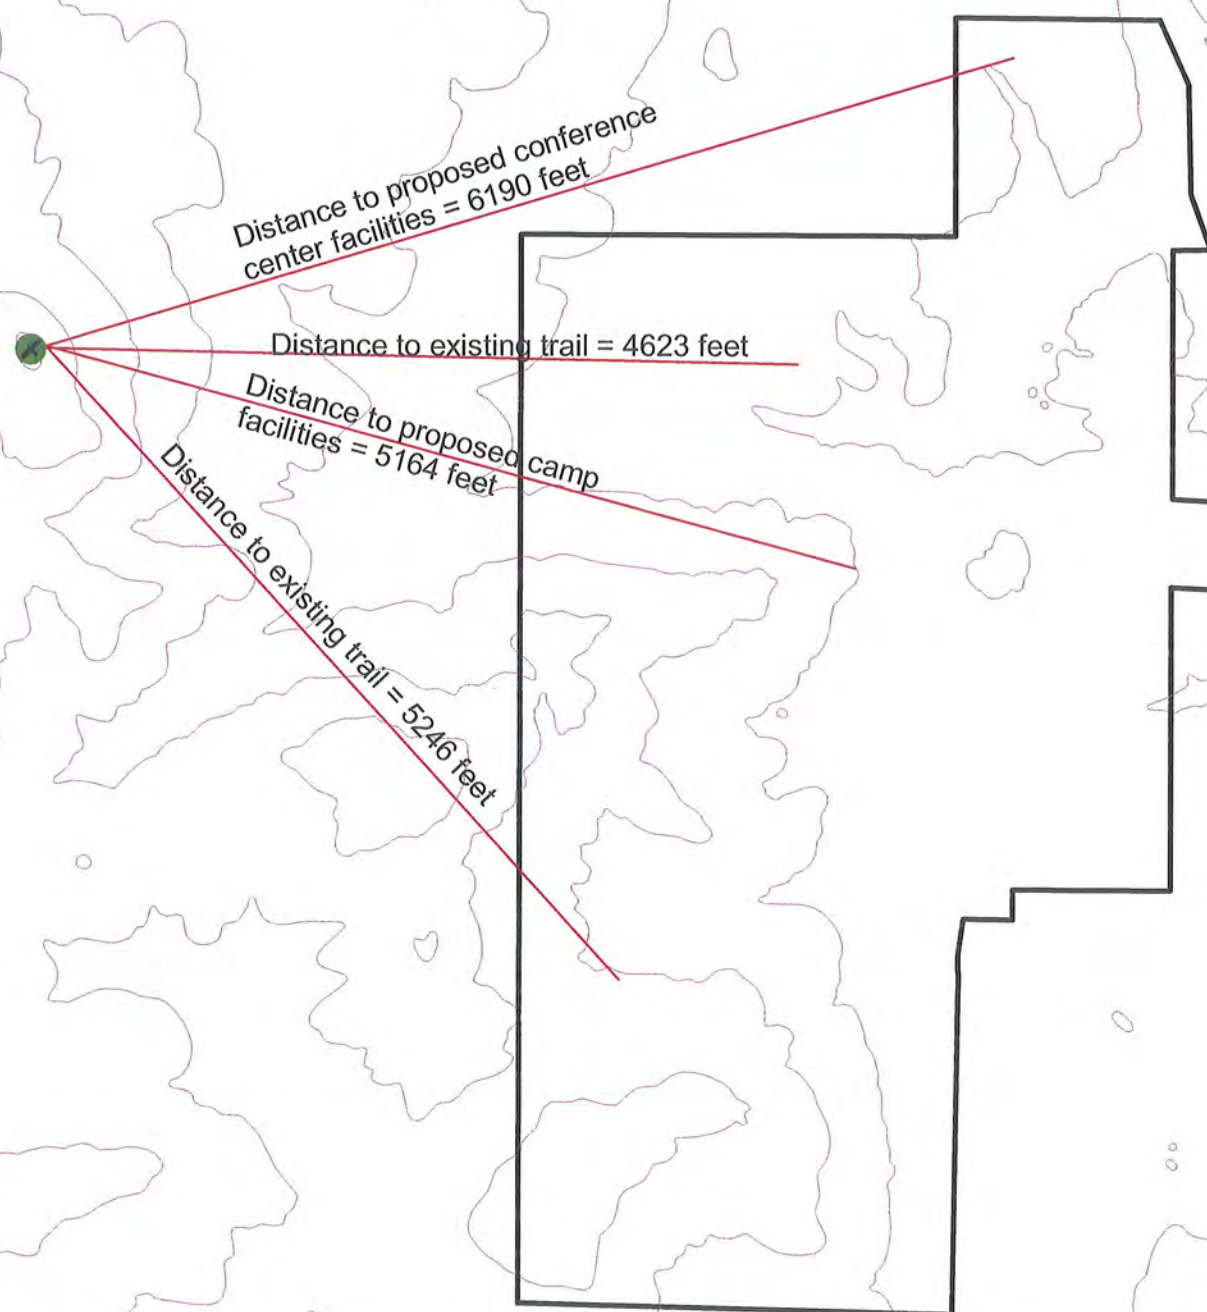 Distance to proposed conference
center facilities = 6190 feet
Distance to existing trail = 4623 feet
Distance to proposed camp
facilities = 5164 feet
Distance to existing trail = 5246 feet